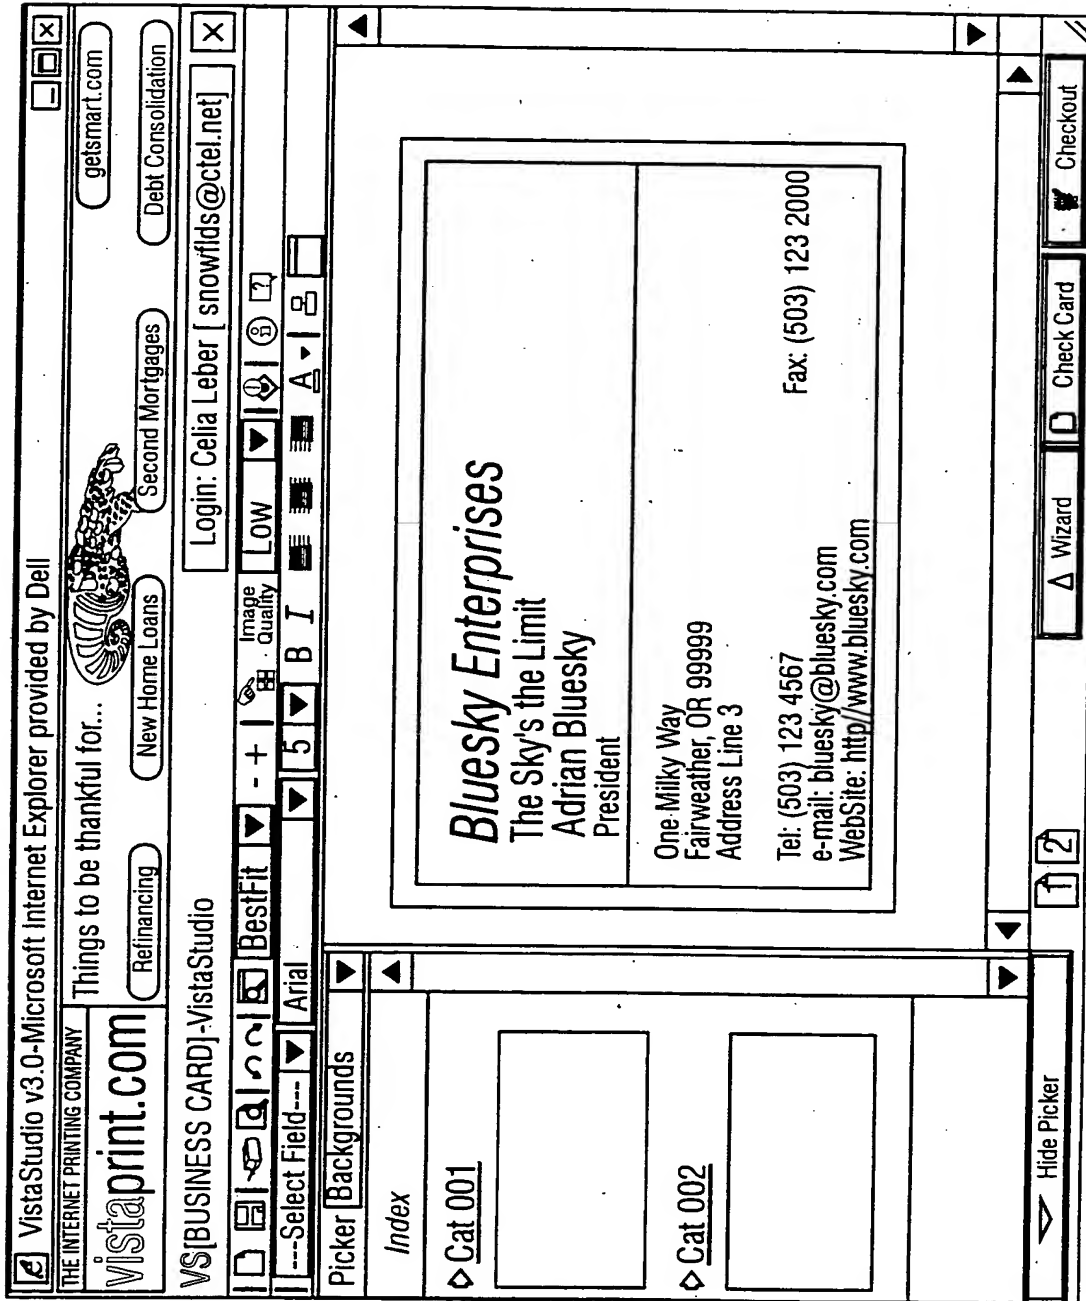 VistaStudio v3.0-Microsoft Internet Explorer provided by Dell
THE INTERNET PRINTING COMPANY
vistaprint.com
Things to be thankful for...
getsmart.com
Refinancing
New Home Loans
Second Mortgages
Debt Consolidation
VS[BUSINESS CARD]-VistaStudio
Login: Celia Leber [ snowflds@ctel.net]
BestFit
- +
Image
Quality
Low
---Select Field---
Arial
5
B I
A
Picker
Backgrounds
Index
Cat 001
Cat 002
Bluesky Enterprises
The Sky's the Limit
Adrian Bluesky
President
One Milky Way
Fairweather, OR 99999
Address Line 3
Tel: (503) 123 4567
Fax: (503) 123 2000
e-mail: bluesky@bluesky.com
WebSite: http//www.bluesky.com
Hide Picker
1 2
Wizard
Check Card
Checkout